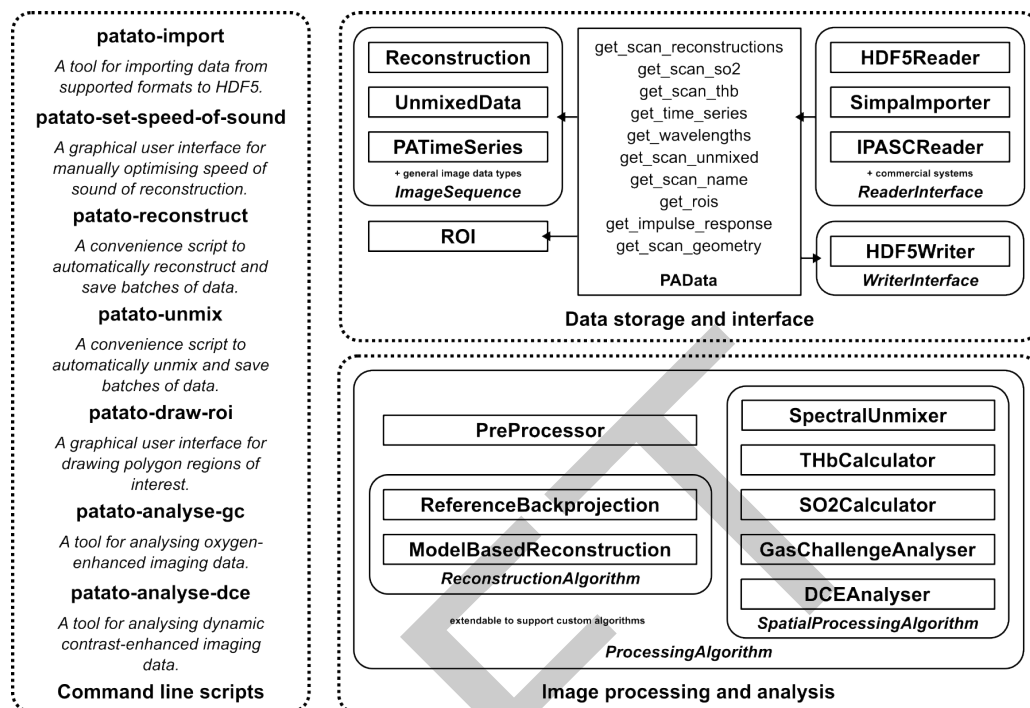 patato-import
A tool for importing data from
supported formats to HDF5.
patato-set-speed-of-sound
A graphical user interface for
manually optimising speed of
sound of reconstruction.
patato-reconstruct
A convenience script to
automatically reconstruct and
save batches of data.
patato-unmix
A convenience script to
automatically unmix and save
batches of data.
patato-draw-roi
A graphical user interface for
drawing polygon regions of
interest.
patato-analyse-gc
A tool for analysing oxygen-
enhanced imaging data.
patato-analyse-dce
A tool for analysing dynamic
contrast-enhanced imaging
data.
Command line scripts
Reconstruction
UnmixedData
PATimeSeries
+ general image data types
ImageSequence
ROI
get_scan_reconstructions
get_scan_so2
get_scan_thb
get_time_series
get_wavelengths
get_scan_unmixed
get_scan_name
get_rois
get_impulse_response
get_scan_geometry
PAData
HDF5Reader
SimpaImporter
IPASCReader
+ commercial systems
ReaderInterface
HDF5Writer
WriterInterface
Data storage and interface
PreProcessor
ReferenceBackprojection
ModelBasedReconstruction
ReconstructionAlgorithm
extendable to support custom algorithms
SpectralUnmixer
THbCalculator
SO2Calculator
GasChallengeAnalyser
DCEAnalyser
SpatialProcessingAlgorithm
ProcessingAlgorithm
Image processing and analysis